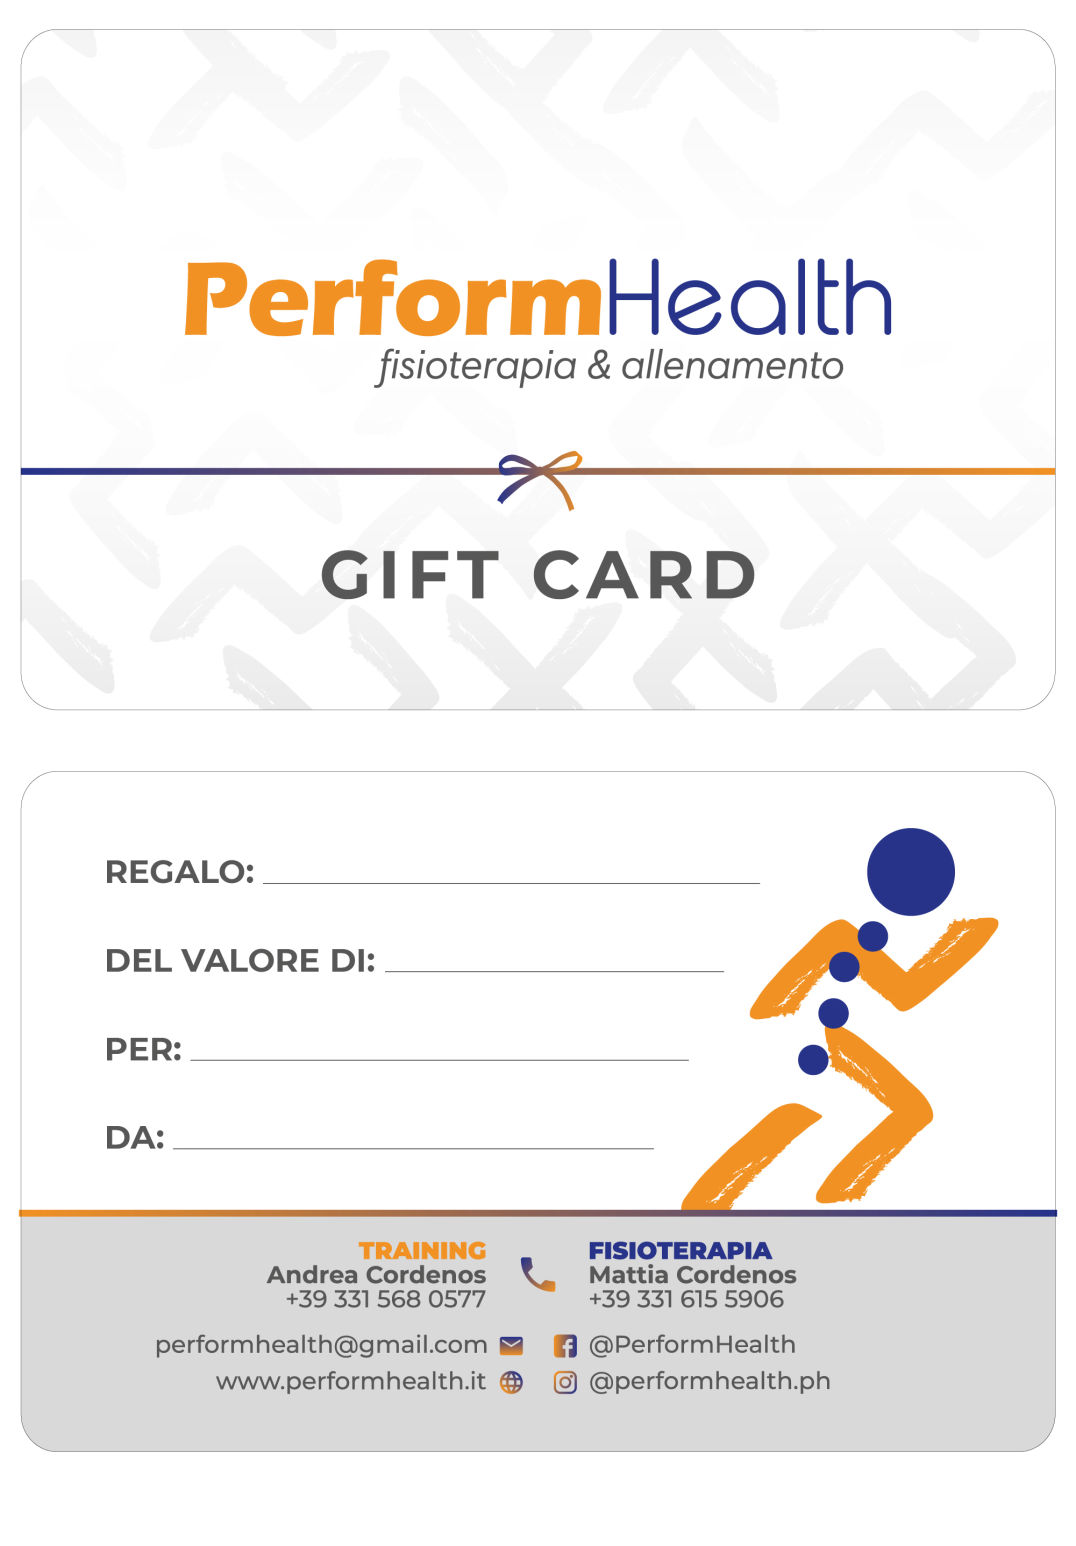 PerformHealth
fisioterapia & allenamento
GIFT CARD
REGALO:
DEL VALORE DI:
PER:
DA:
TRAINING
Andrea Cordenos
+39 331 568 0577
FISIOTERAPIA
Mattia Cordenos
+39 331 615 5906
performhealth@gmail.com
www.performhealth.it
@PerformHealth
@performhealth.ph